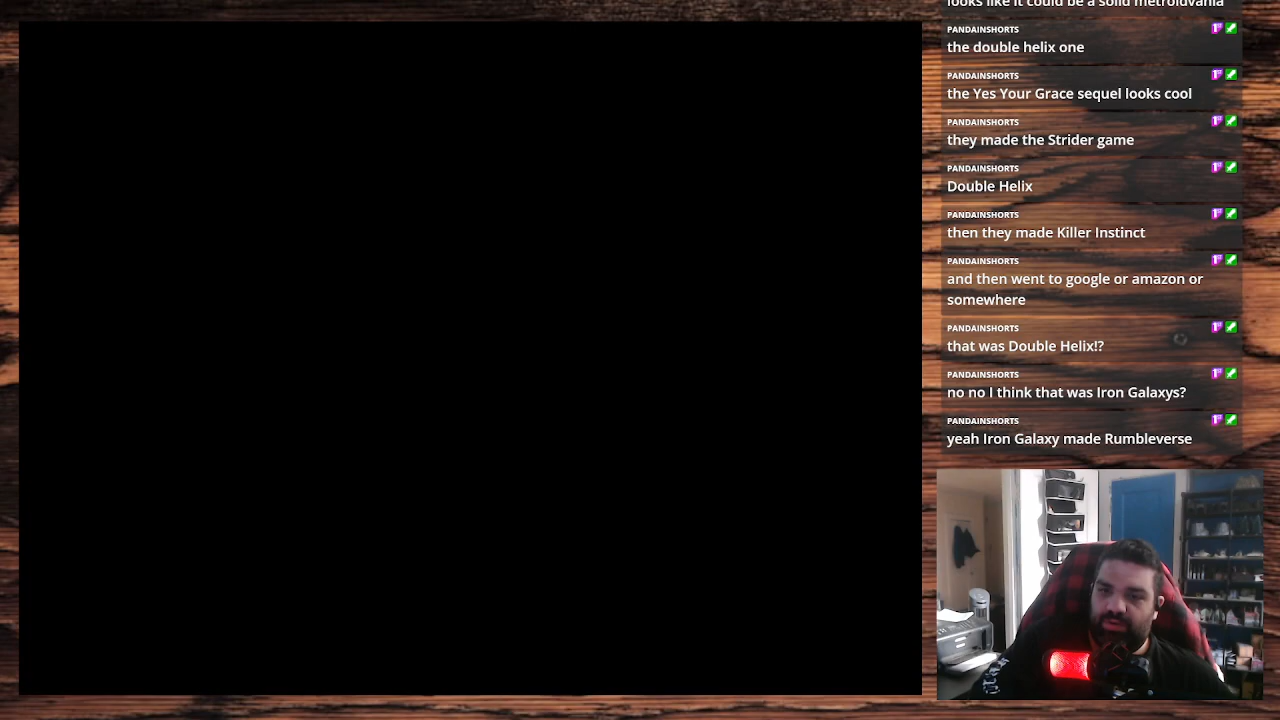 looks like it could be a solid metroidvania
PANDAINSHORTS
the double helix one
PANDAINSHORTS
the Yes Your Grace sequel looks cool
PANDAINSHORTS
they made the Strider game
PANDAINSHORTS
Double Helix
PANDAINSHORTS
then they made Killer Instinct
PANDAINSHORTS
and then went to google or amazon or
somewhere
PANDAINSHORTS
that was Double Helix!?
PANDAINSHORTS
no no I think that was Iron Galaxys?
PANDAINSHORTS
yeah Iron Galaxy made Rumbleverse